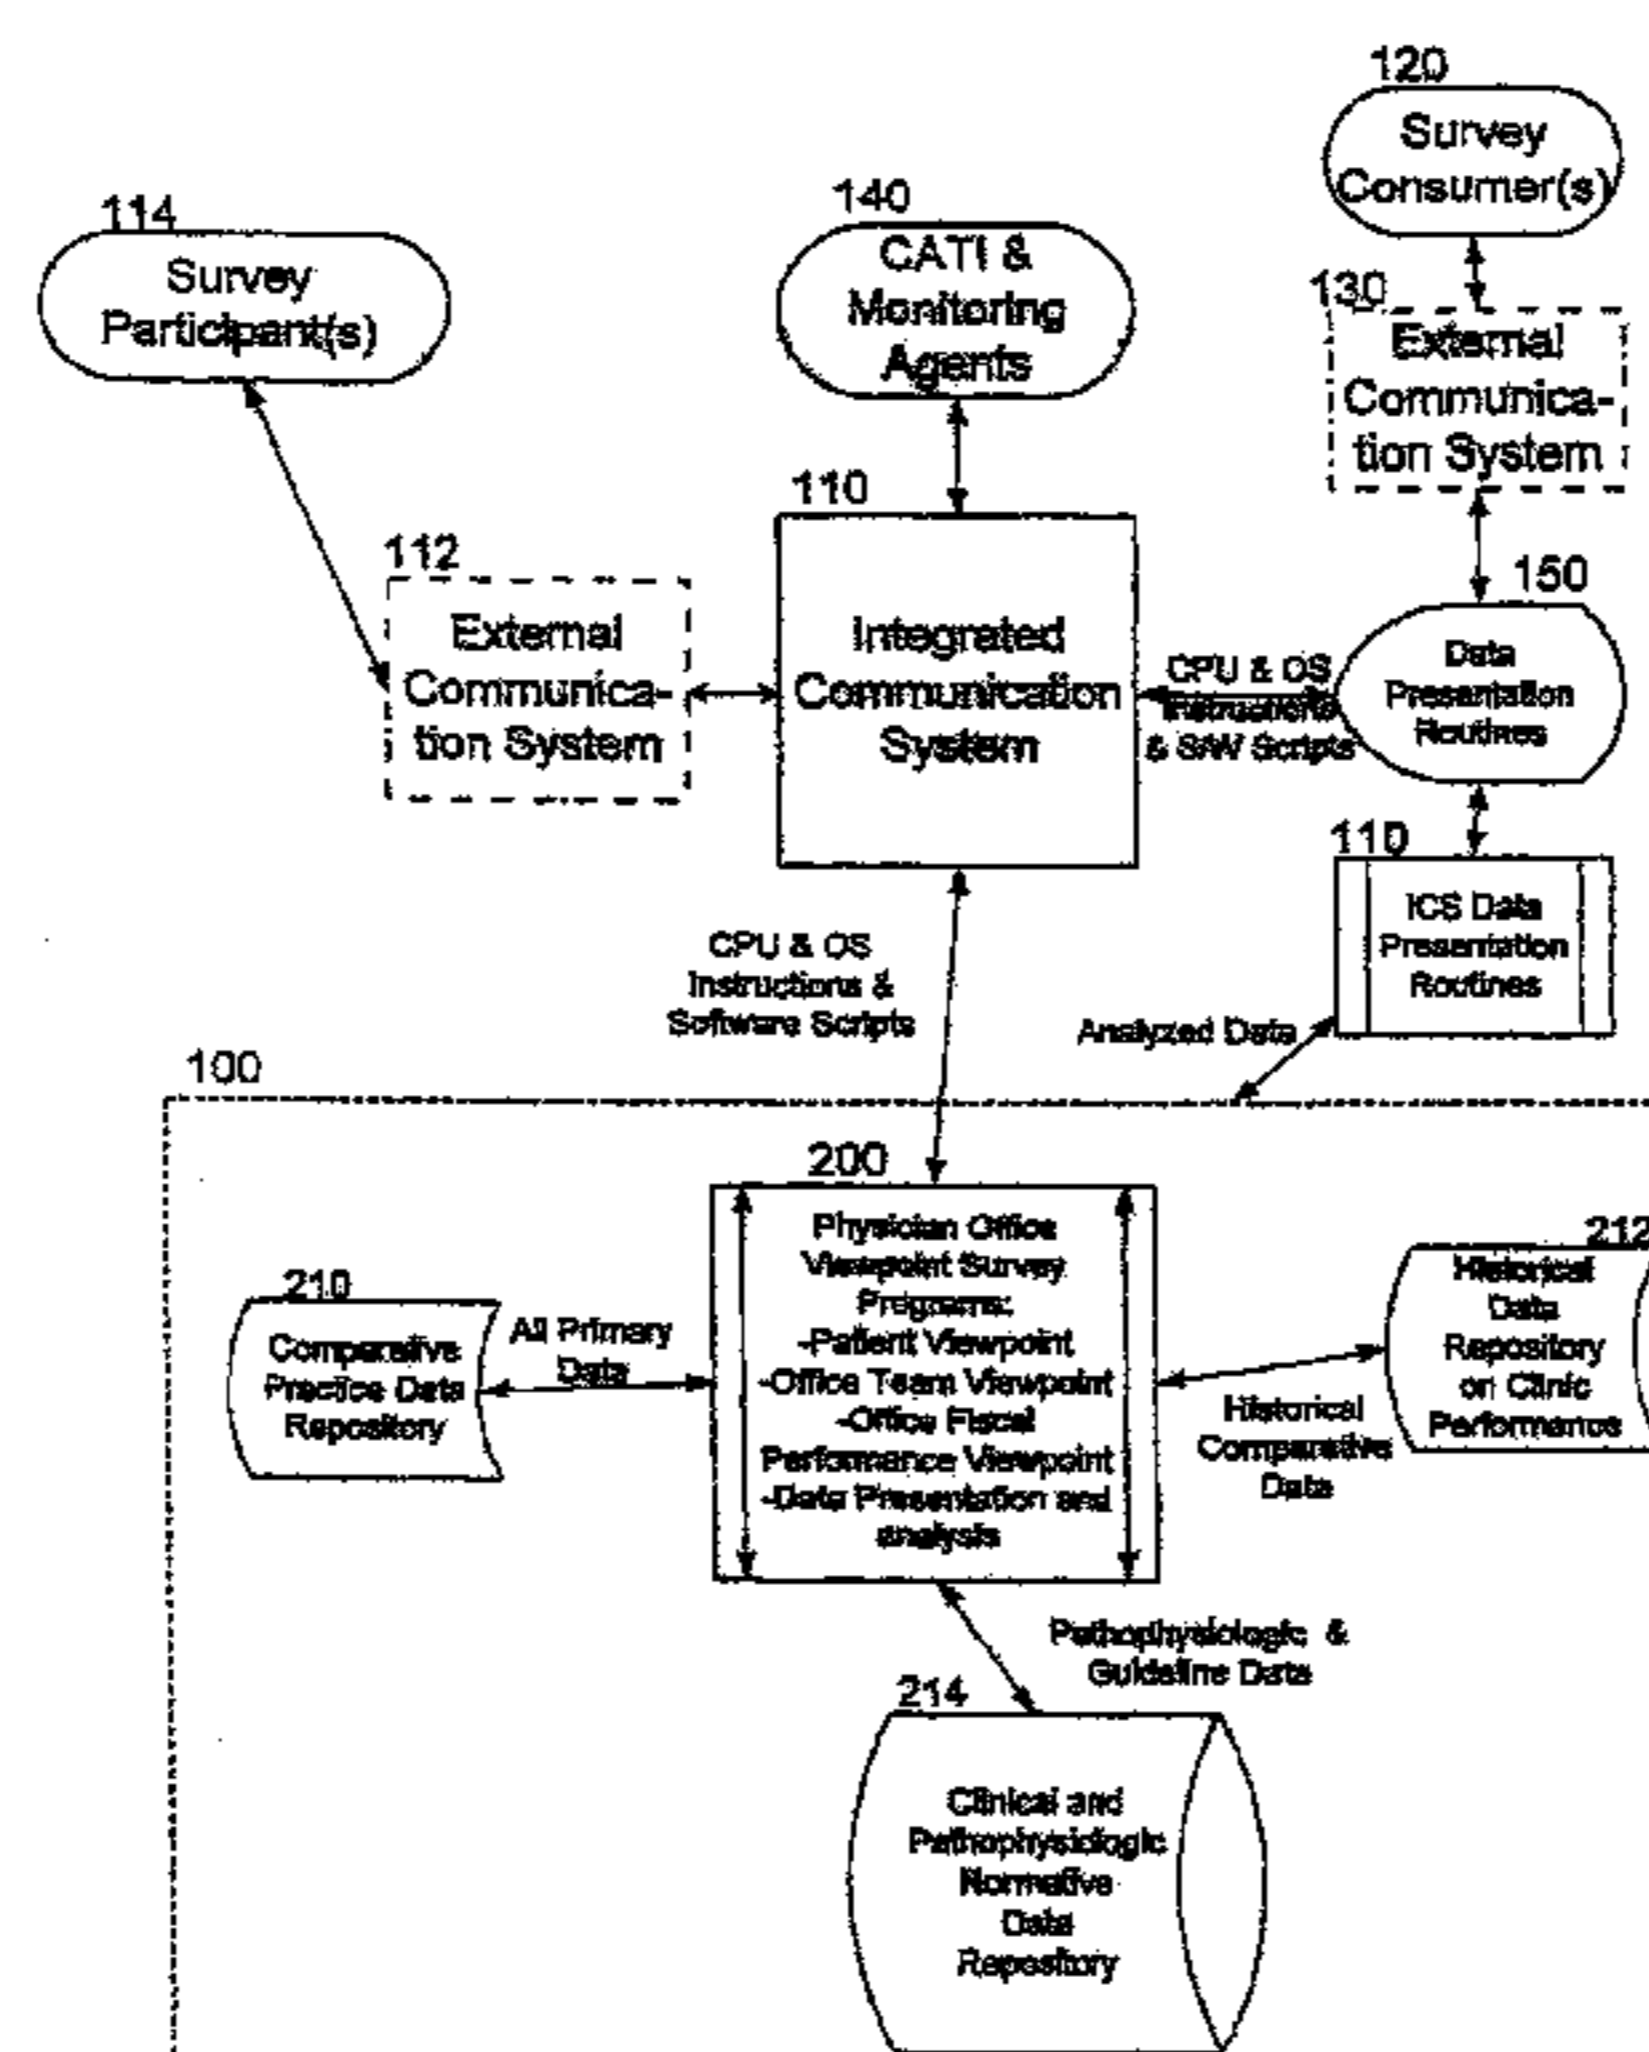 120
Survey
Consumer(s)
140
CATI &
Monitoring
Agents
114
Survey
Participant(s)
130
External
Communica-
tion System
110
Integrated
Communication
System
112
External
Communica-
tion System
150
Data
Presentation
Routines
CPU & OS
Instructions
& S/W Scripts
110
ICS Data
Presentation
Routines
CPU & OS
Instructions &
Software Scripts
Analyzed Data
100
200
Physician Office
Viewpoint Survey
Programs:
-Patient Viewpoint
-Office Team Viewpoint
-Office Fiscal
Performance Viewpoint
-Data Presentation and
analysis
210
Comparative
Practice Data
Repository
All Primary
Data
212
Historical
Data
Repository
on Clinic
Performance
Historical
Comparative
Data
Pathophysiologic &
Guideline Data
214
Clinical and
Pathophysiologic
Normative
Data
Repository